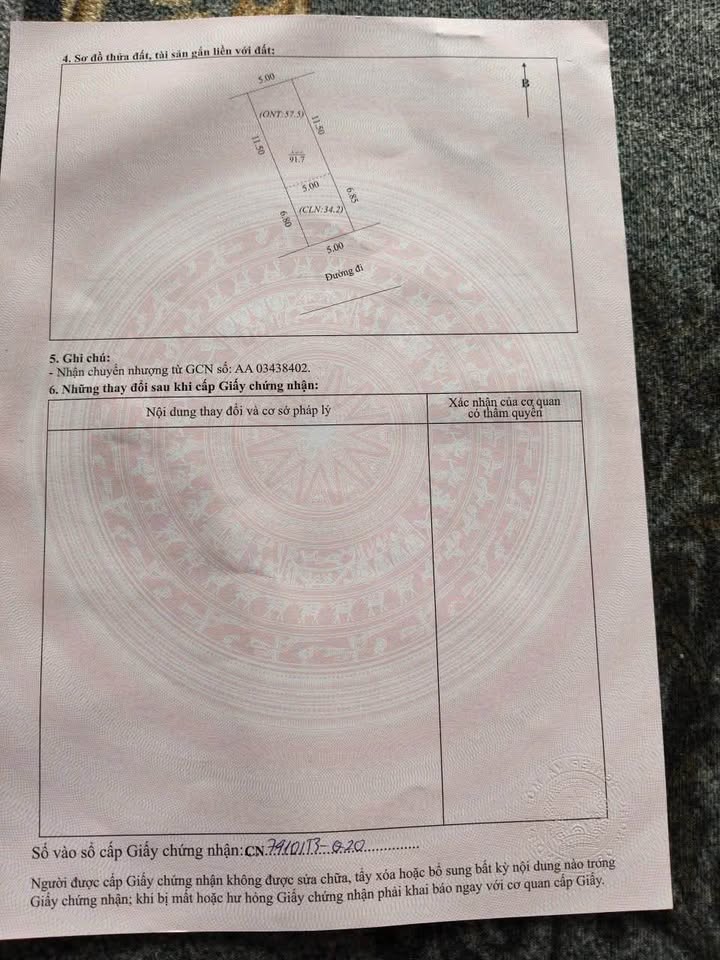 4. Sơ đồ thửa đất, tài sản gắn liền với đất:
5.00
B
(ONT:57.5)
11.50
11.50
91.7
5.00
6.85
6.80
(CLN:34.2)
5.00
Đường đi
5. Ghi chú:
- Nhận chuyển nhượng từ GCN số: AA 03438402.
6. Những thay đổi sau khi cấp Giấy chứng nhận:
Nội dung thay đổi và cơ sở pháp lý
Xác nhận của cơ quan
có thẩm quyền
Số vào sổ cấp Giấy chứng nhận: CN
Người được cấp Giấy chứng nhận không được sửa chữa, tẩy xóa hoặc bổ sung bất kỳ nội dung nào trong
Giấy chứng nhận; khi bị mất hoặc hư hỏng Giấy chứng nhận phải khai báo ngay với cơ quan cấp Giấy.